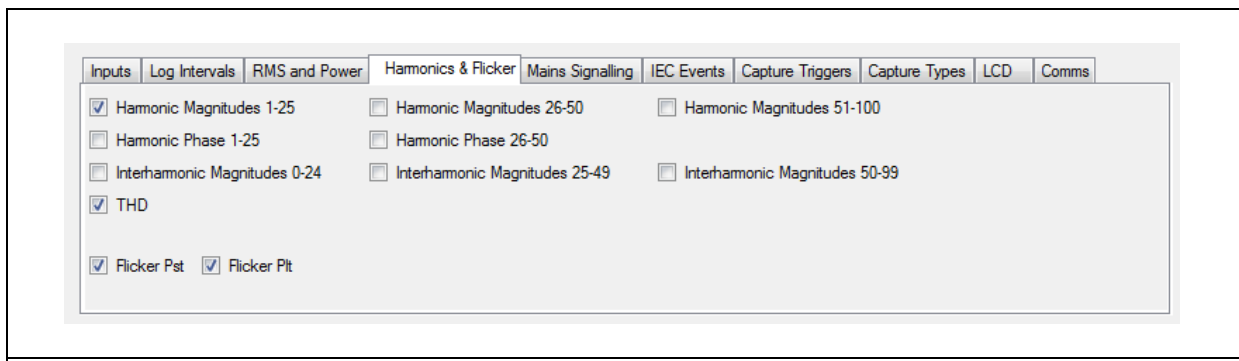 Inputs Log Intervals RMS and Power Harmonics & Flicker Mains Signalling IEC Events Capture Triggers Capture Types LCD Comms
Harmonic Magnitudes 1-25 Harmonic Magnitudes 26-50 Harmonic Magnitudes 51-100
Harmonic Phase 1-25 Harmonic Phase 26-50
Interharmonic Magnitudes 0-24 Interharmonic Magnitudes 25-49 Interharmonic Magnitudes 50-99
THD
Flicker Pst Flicker Plt